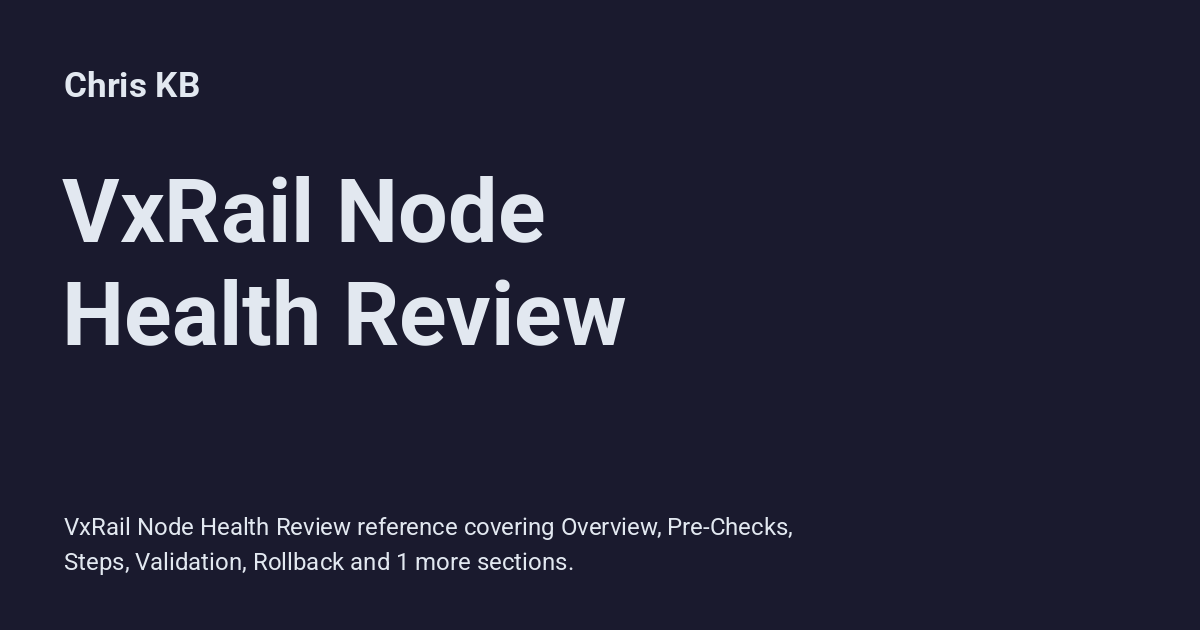 Chris KB
VxRail Node
Health Review
VxRail Node Health Review reference covering Overview, Pre-Checks,
Steps, Validation, Rollback and 1 more sections.